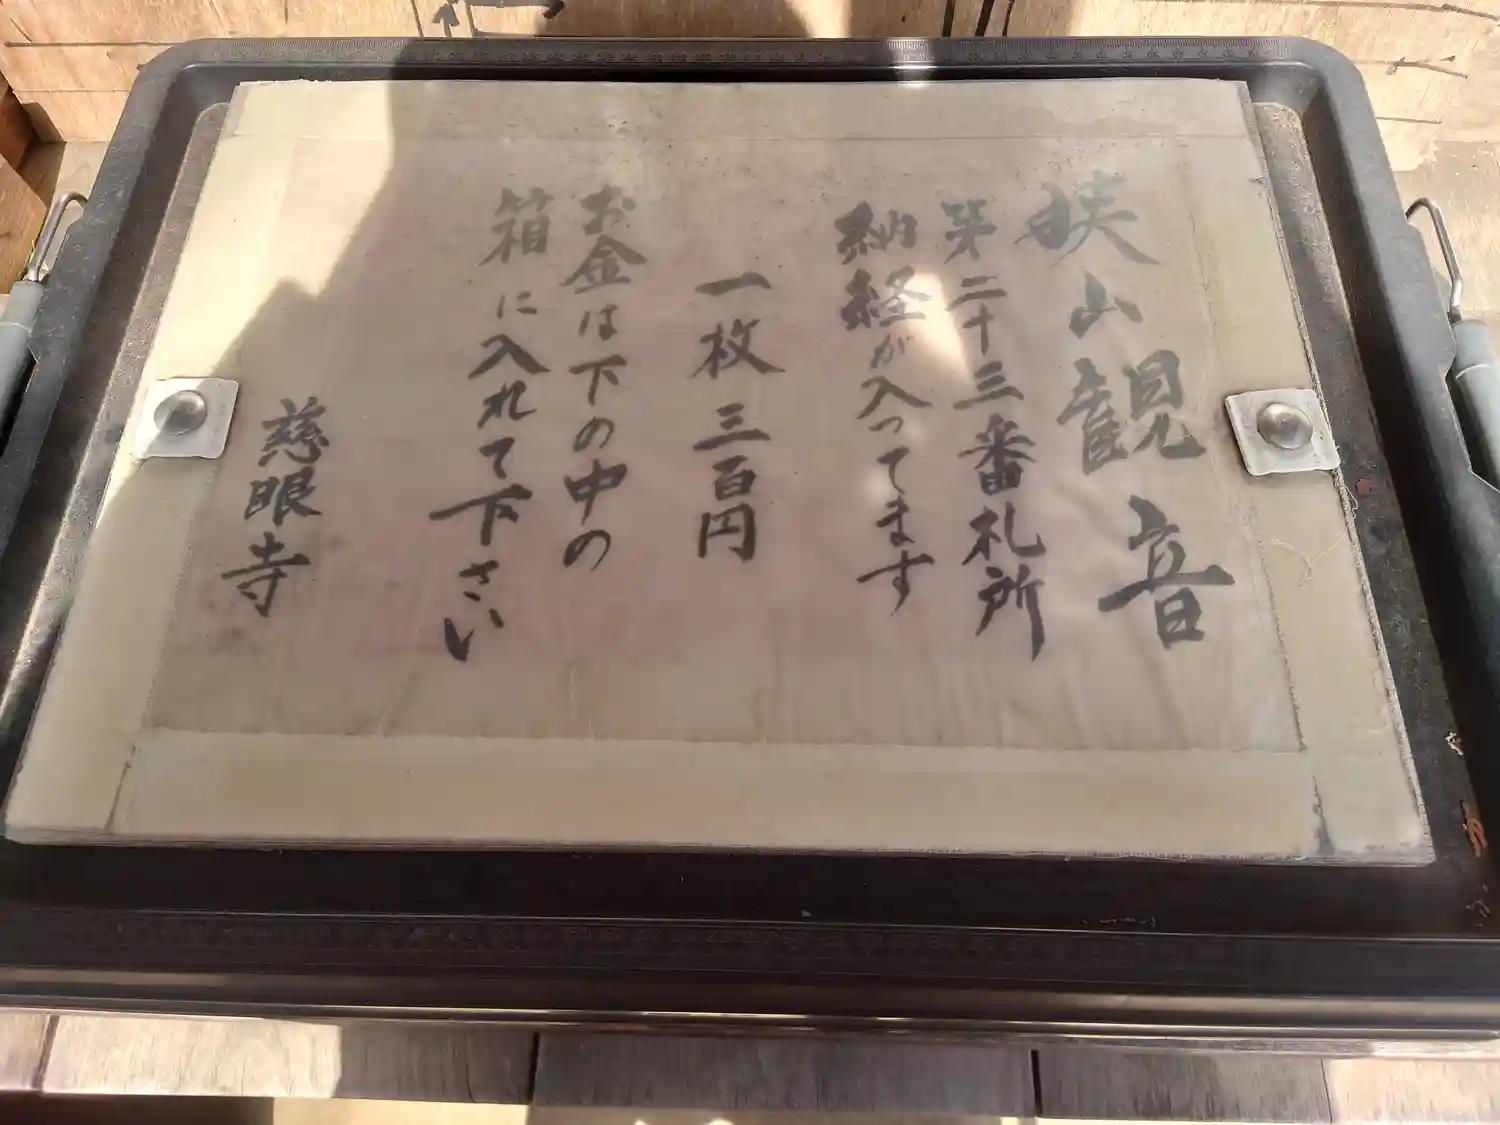 狭山観音
第二十三番札所
納経が入ってます
一枚三百円
お金は下の中の
箱に入れて下さい
慈眼寺